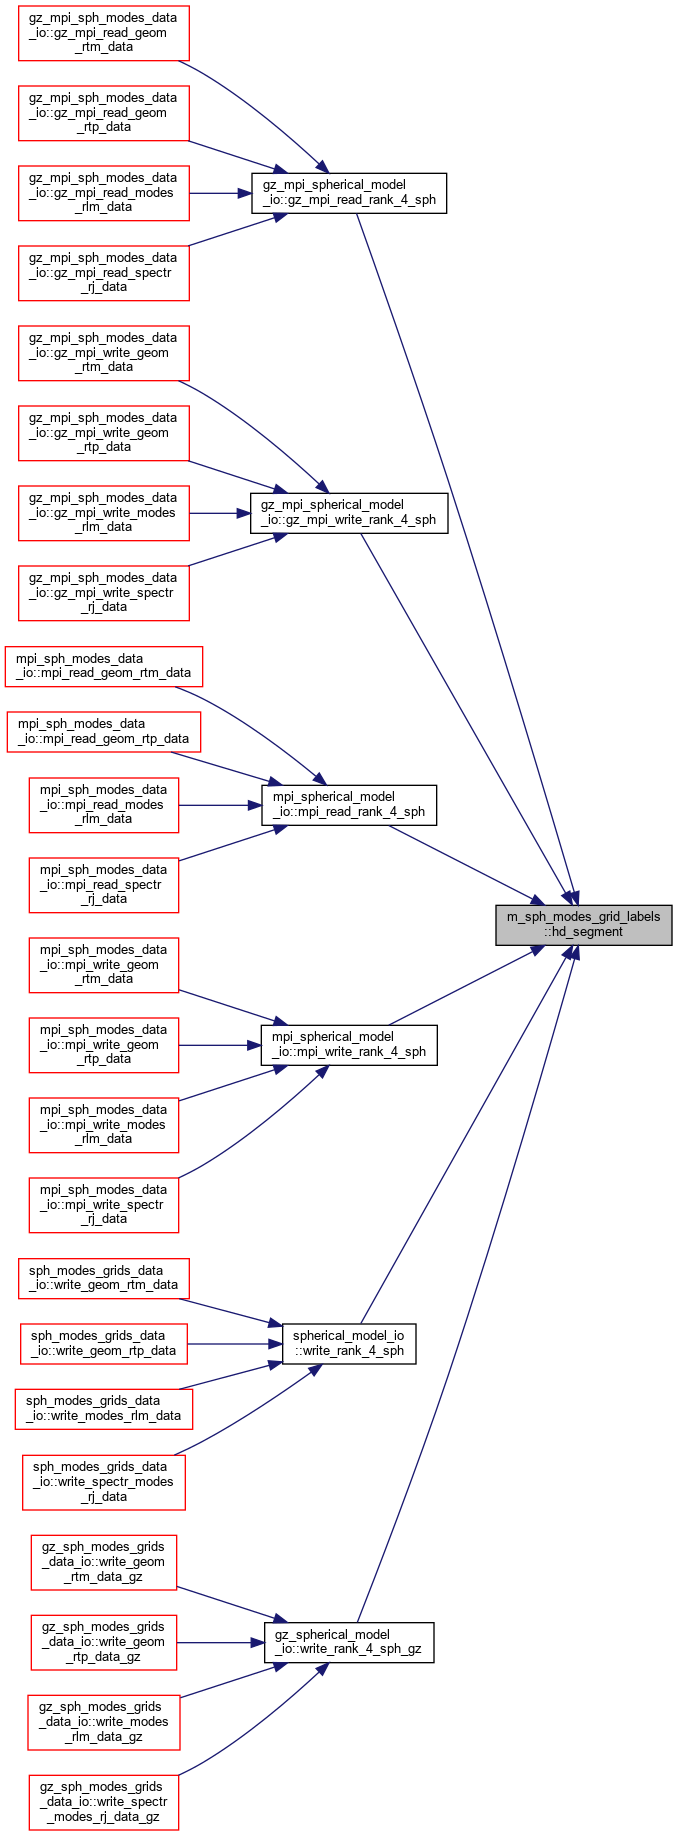 gz_mpi_sph_modes_data
_io::gz_mpi_read_geom
_rtm_data
gz_mpi_sph_modes_data
_io::gz_mpi_read_geom
_rtp_data
gz_mpi_sph_modes_data
_io::gz_mpi_read_modes
_rlm_data
gz_mpi_sph_modes_data
_io::gz_mpi_read_spectr
_rj_data
gz_mpi_spherical_model
_io::gz_mpi_read_rank_4_sph
gz_mpi_sph_modes_data
_io::gz_mpi_write_geom
_rtm_data
gz_mpi_sph_modes_data
_io::gz_mpi_write_geom
_rtp_data
gz_mpi_sph_modes_data
_io::gz_mpi_write_modes
_rlm_data
gz_mpi_sph_modes_data
_io::gz_mpi_write_spectr
_rj_data
gz_mpi_spherical_model
_io::gz_mpi_write_rank_4_sph
mpi_sph_modes_data
_io::mpi_read_geom_rtm_data
mpi_sph_modes_data
_io::mpi_read_geom_rtp_data
mpi_sph_modes_data
_io::mpi_read_modes
_rlm_data
mpi_sph_modes_data
_io::mpi_read_spectr
_rj_data
mpi_spherical_model
_io::mpi_read_rank_4_sph
m_sph_modes_grid_labels
::hd_segment
mpi_sph_modes_data
_io::mpi_write_geom
_rtm_data
mpi_sph_modes_data
_io::mpi_write_geom
_rtp_data
mpi_sph_modes_data
_io::mpi_write_modes
_rlm_data
mpi_sph_modes_data
_io::mpi_write_spectr
_rj_data
mpi_spherical_model
_io::mpi_write_rank_4_sph
sph_modes_grids_data
_io::write_geom_rtm_data
sph_modes_grids_data
_io::write_geom_rtp_data
sph_modes_grids_data
_io::write_modes_rlm_data
sph_modes_grids_data
_io::write_spectr_modes
_rj_data
spherical_model_io
::write_rank_4_sph
gz_sph_modes_grids
_data_io::write_geom
_rtm_data_gz
gz_sph_modes_grids
_data_io::write_geom
_rtp_data_gz
gz_sph_modes_grids
_data_io::write_modes
_rlm_data_gz
gz_sph_modes_grids
_data_io::write_spectr
_modes_rj_data_gz
gz_spherical_model
_io::write_rank_4_sph_gz